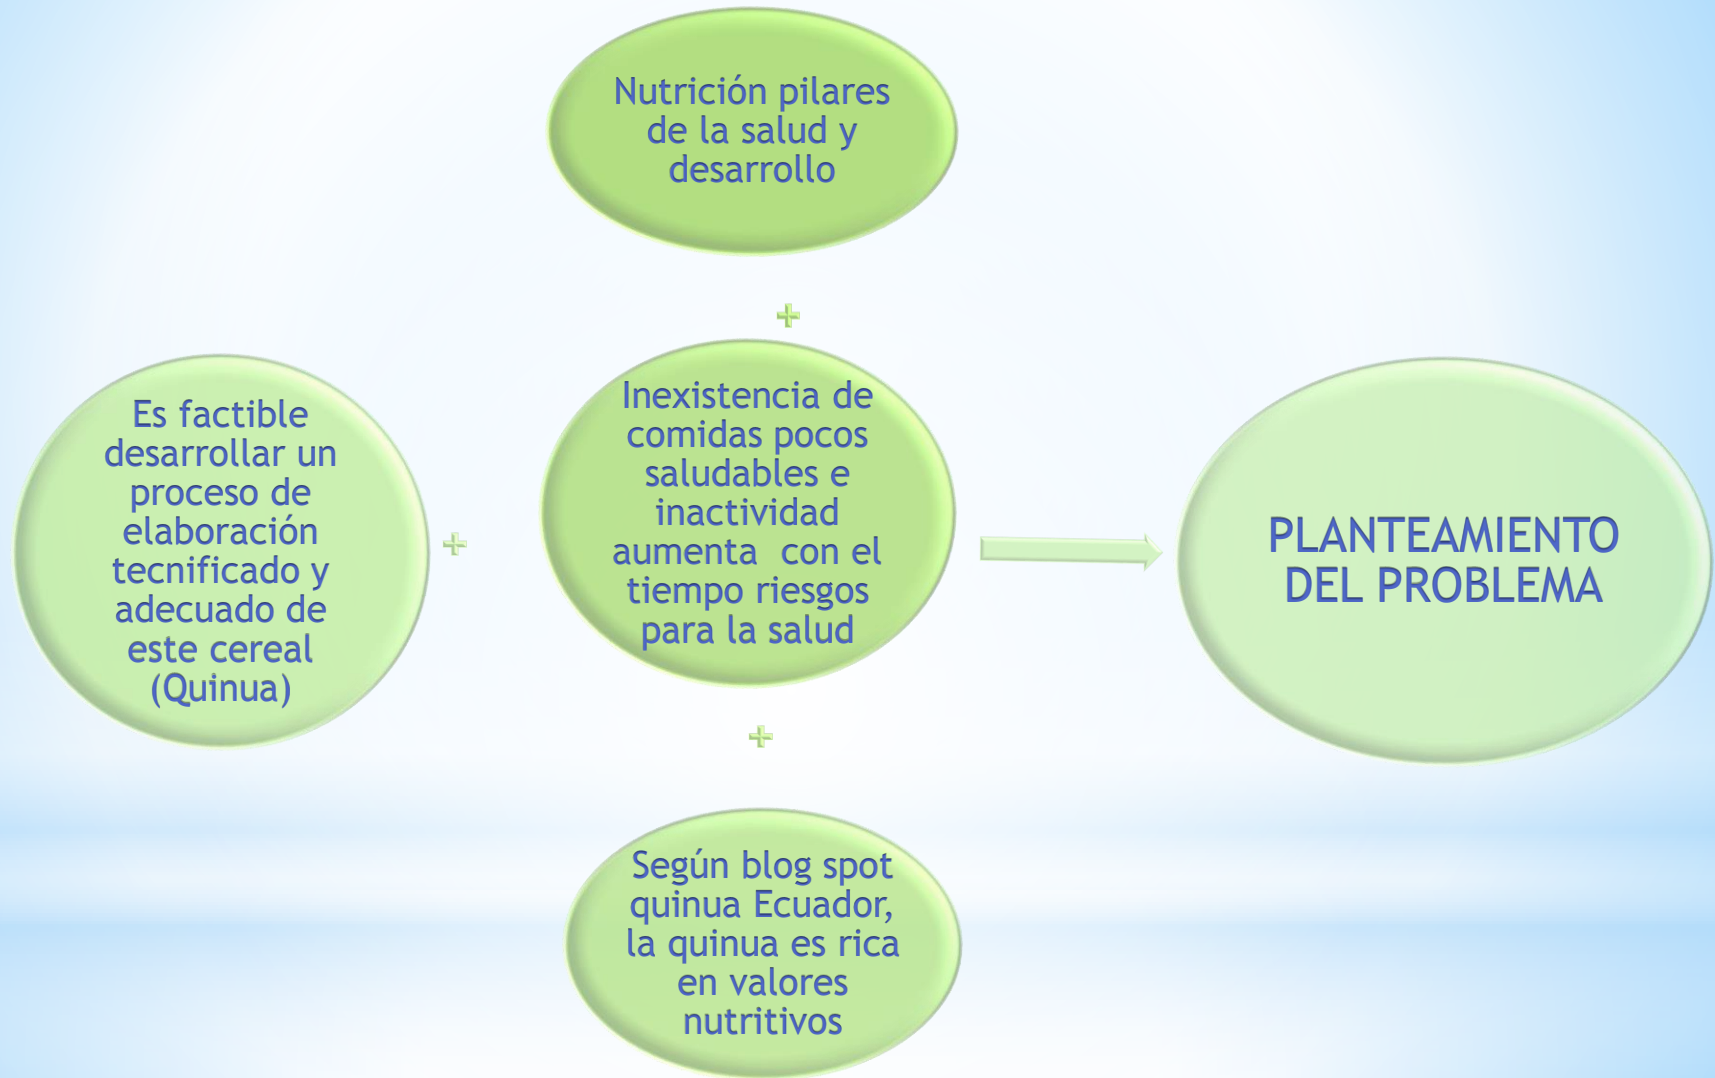 Nutrición pilares
de la salud y
desarrollo
+
Es factible
desarrollar un
proceso de
elaboración
tecnificado y
adecuado de
este cereal
(Quinua)
+
Inexistencia de
comidas pocos
saludables e
inactividad
aumenta  con el
tiempo riesgos
para la salud
+
Según blog spot
quinua Ecuador,
la quinua es rica
en valores
nutritivos
PLANTEAMIENTO
DEL PROBLEMA